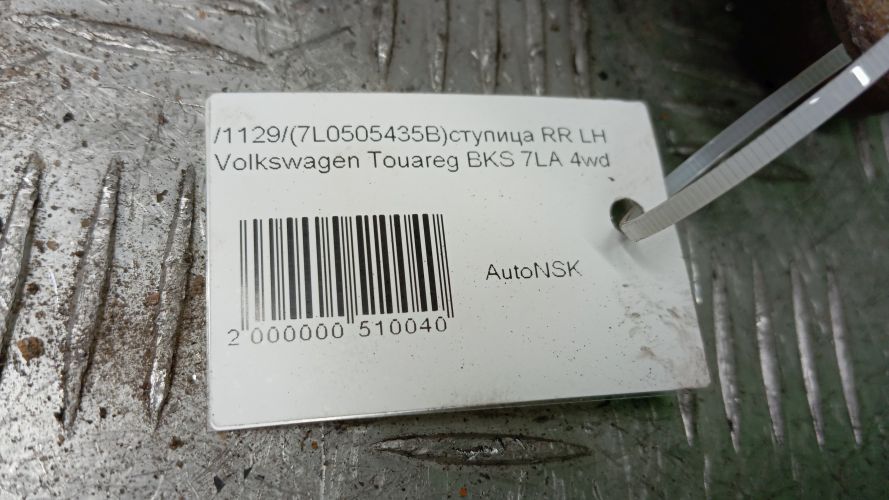 /1129/(7L0505435B)ступица RR LH
Volkswagen Touareg BKS 7LA 4wd
AutoNSK
2 000000 510040